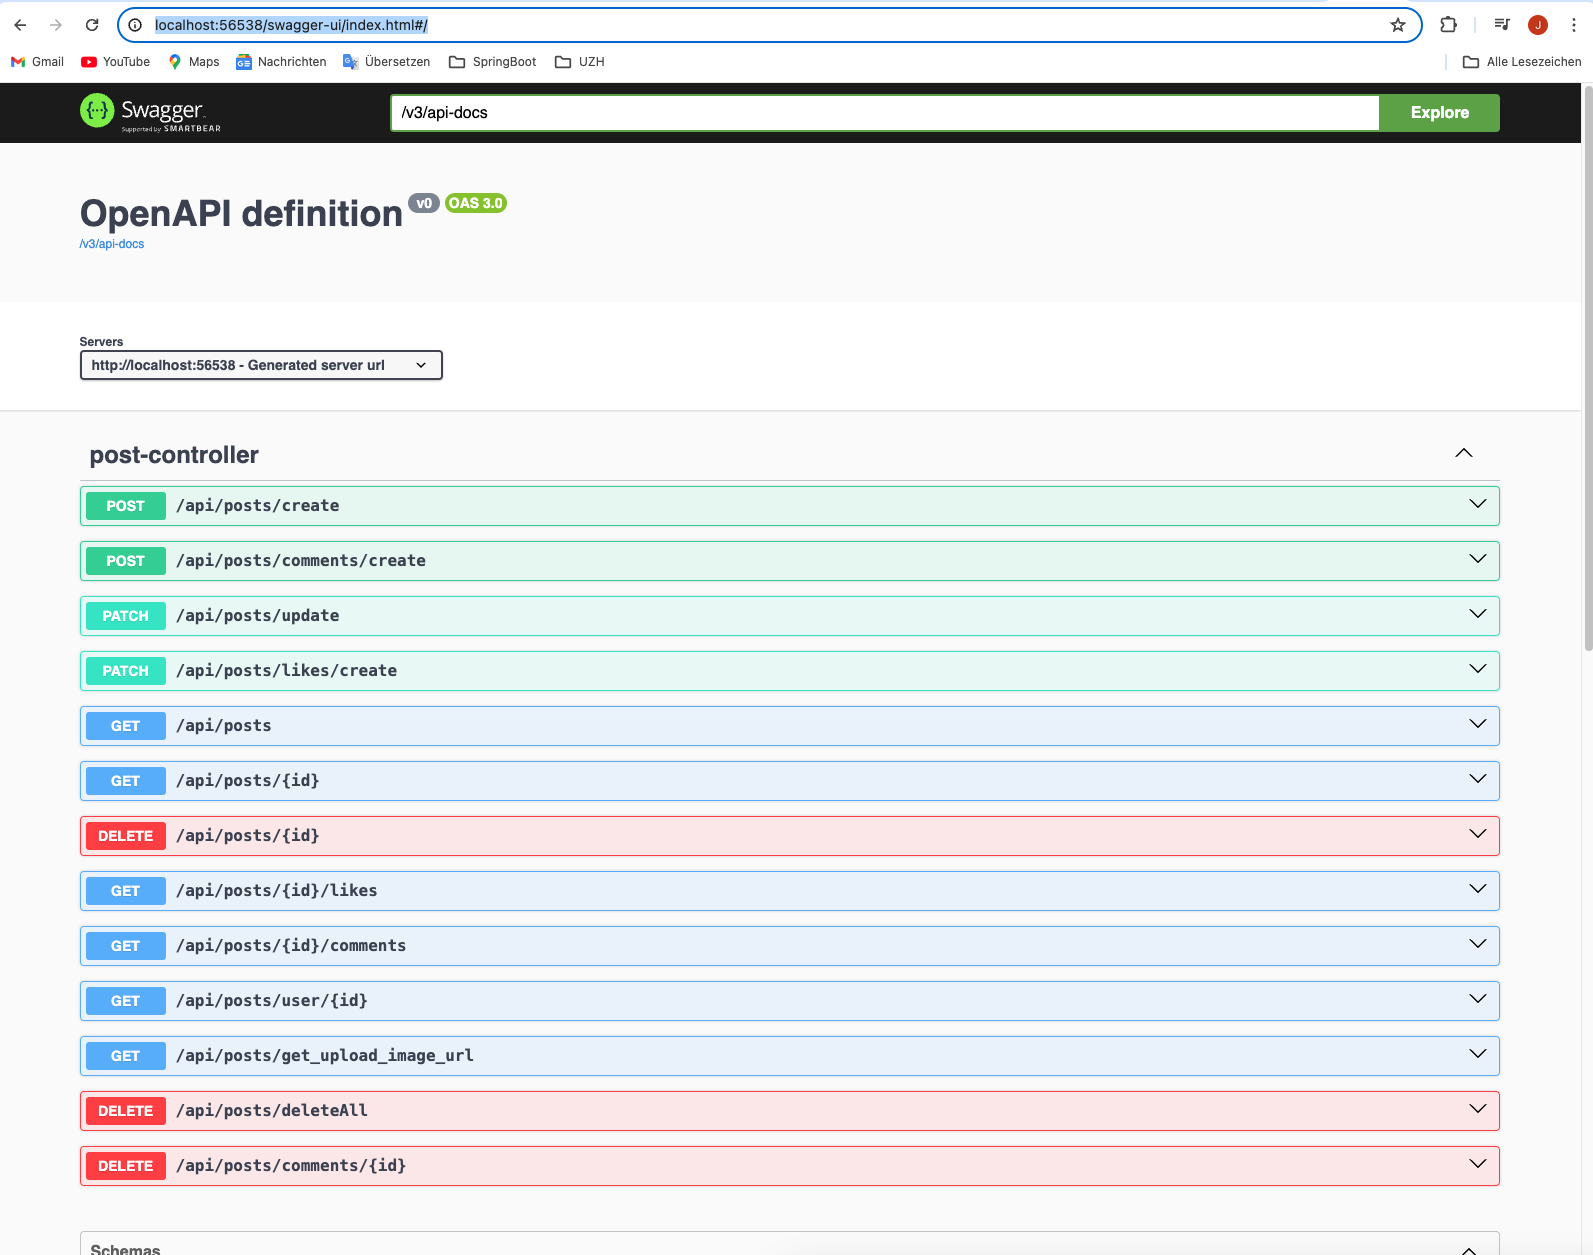 localhost:56538/swagger-ui/index.html#/
J
Gmail YouTube Maps Nachrichten Übersetzen SpringBoot UZH Alle Lesezeichen
{··} Swagger /v3/api-docs Explore
Supported by SMARTBEAR
OpenAPI definition v0 OAS 3.0
/v3/api-docs
Servers
http://localhost:56538 - Generated server url
post-controller
POST /api/posts/create
POST /api/posts/comments/create
PATCH /api/posts/update
PATCH /api/posts/likes/create
GET /api/posts
GET /api/posts/{id}
DELETE /api/posts/{id}
GET /api/posts/{id}/likes
GET /api/posts/{id}/comments
GET /api/posts/user/{id}
GET /api/posts/get_upload_image_url
DELETE /api/posts/deleteAll
DELETE /api/posts/comments/{id}
Schemas